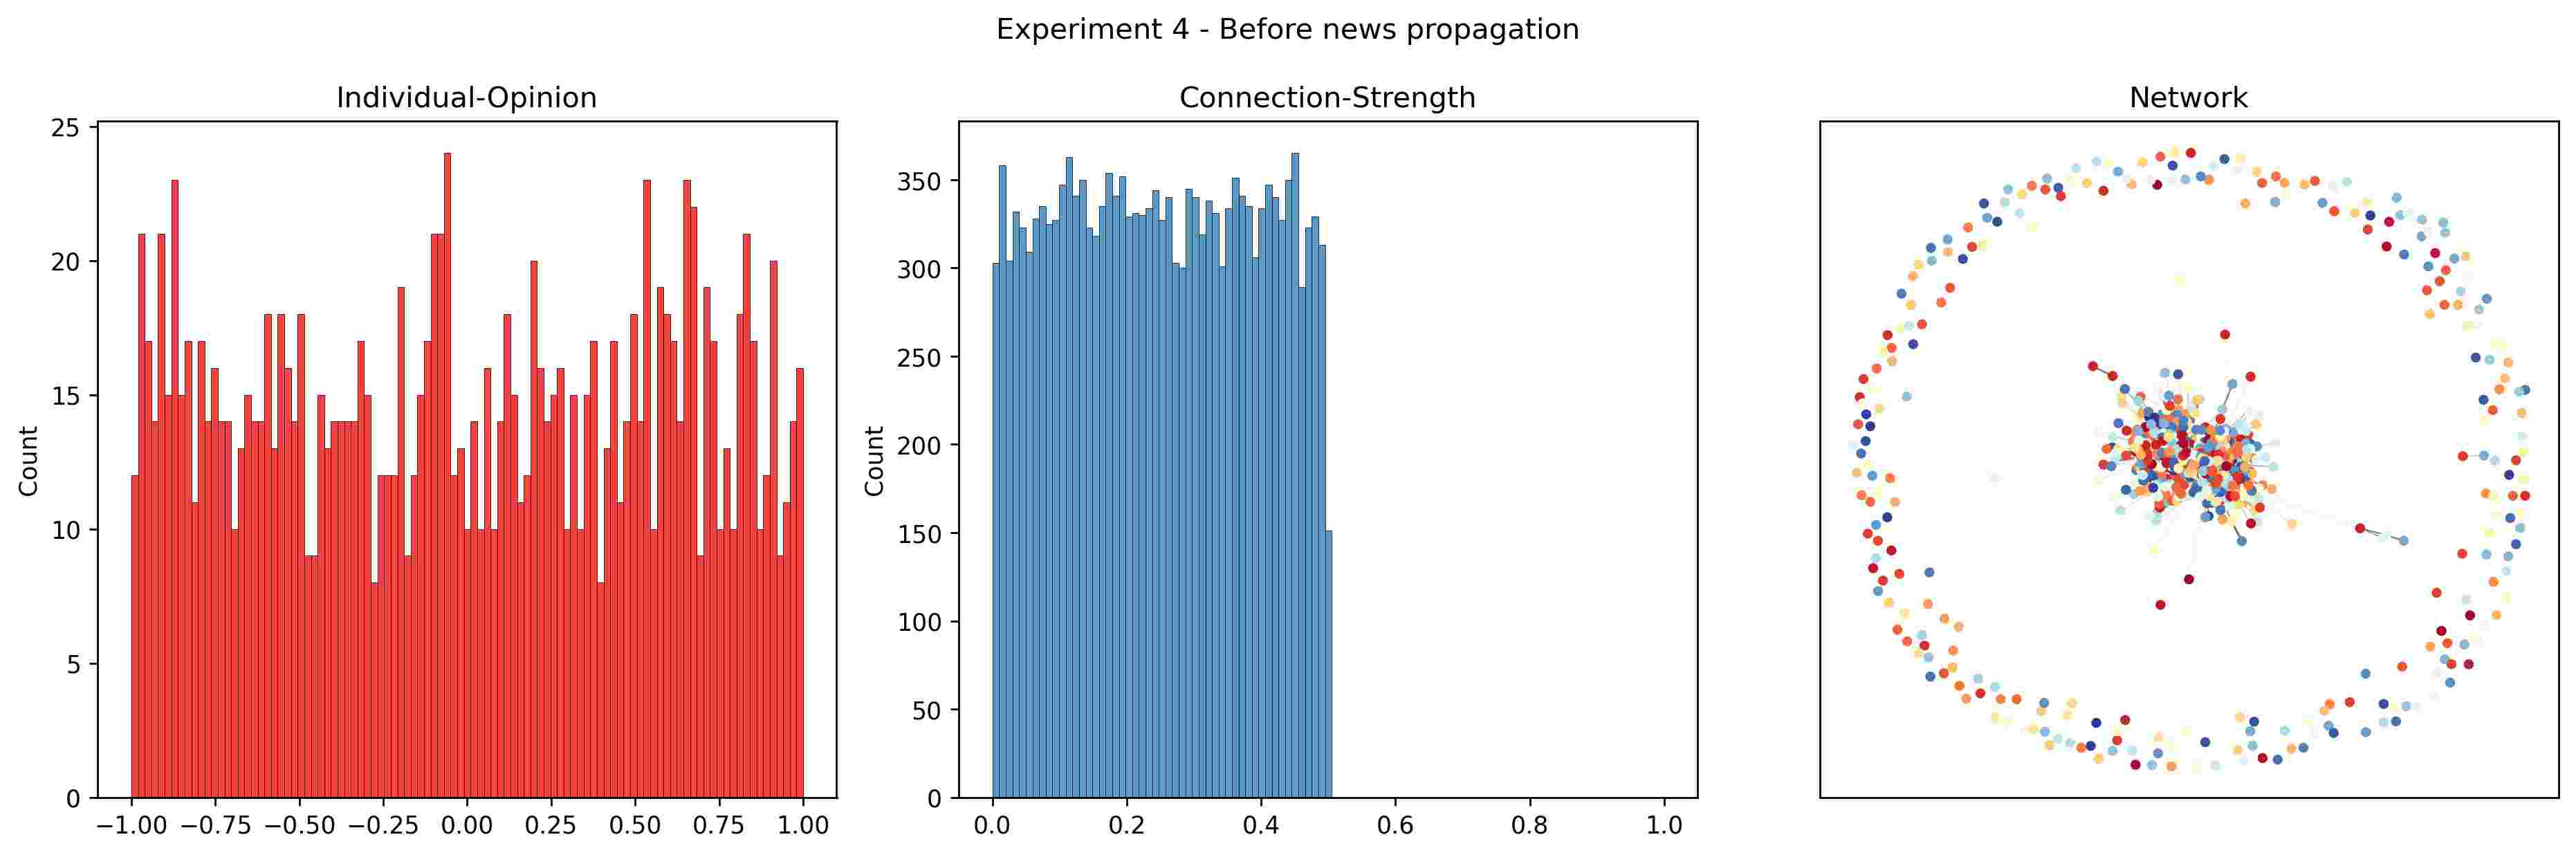 Experiment 4 - Before news propagation
Individual-Opinion
25
20
15
10
5
0
Count
−1.00 −0.75 −0.50 −0.25 0.00 0.25 0.50 0.75 1.00
Connection-Strength
350
300
250
200
150
100
50
0
Count
0.0 0.2 0.4 0.6 0.8 1.0
Network